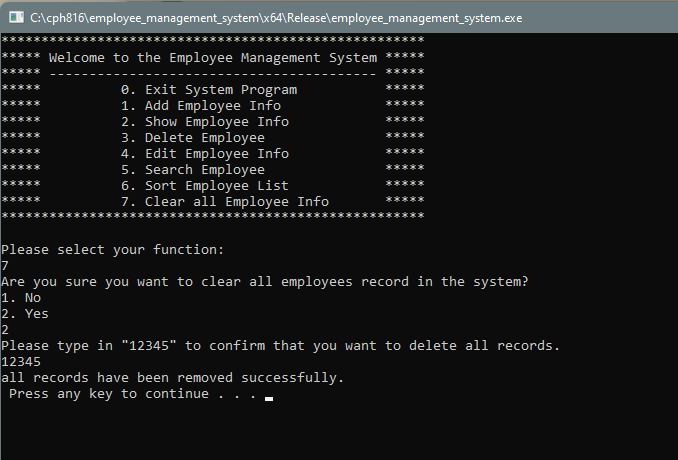 C:\cph816\employee_management_system\x64\Release\employee_management_system.exe
*****************************************************
***** Welcome to the Employee Management System *****
***** ----------------------------------------- *****
*****          0. Exit System Program           *****
*****          1. Add Employee Info             *****
*****          2. Show Employee Info            *****
*****          3. Delete Employee               *****
*****          4. Edit Employee Info            *****
*****          5. Search Employee               *****
*****          6. Sort Employee List            *****
*****          7. Clear all Employee Info       *****
*****************************************************
Please select your function:
7
Are you sure you want to clear all employees record in the system?
1. No
2. Yes
2
Please type in "12345" to confirm that you want to delete all records.
12345
all records have been removed successfully.
Press any key to continue . . .